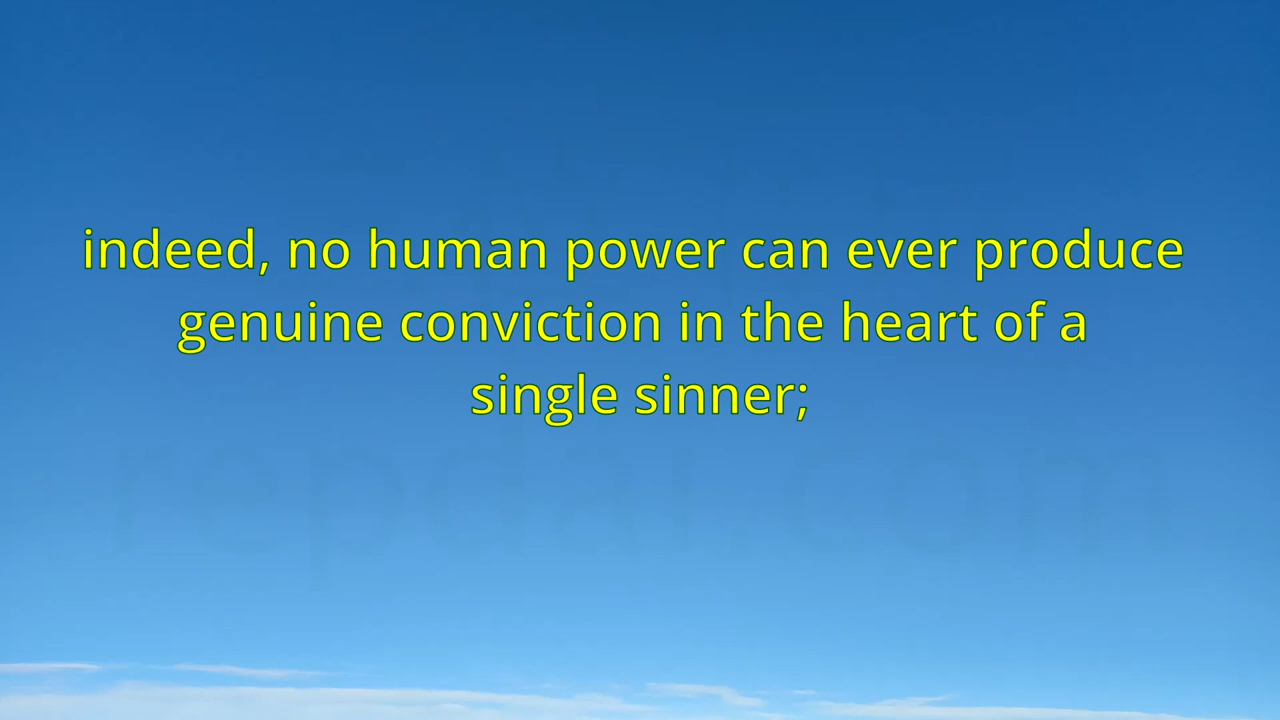 indeed, no human power can ever produce
genuine conviction in the heart of a
single sinner;